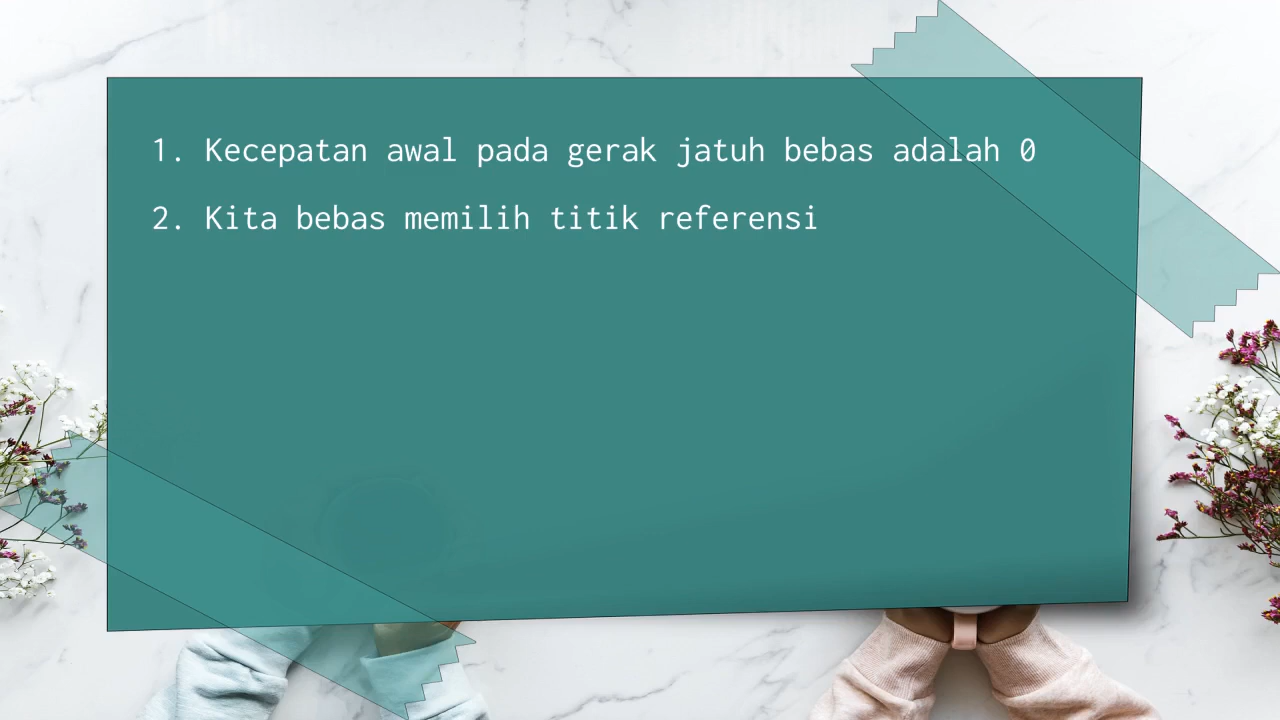 1. Kecepatan awal pada gerak jatuh bebas adalah 0
2. Kita bebas memilih titik referensi